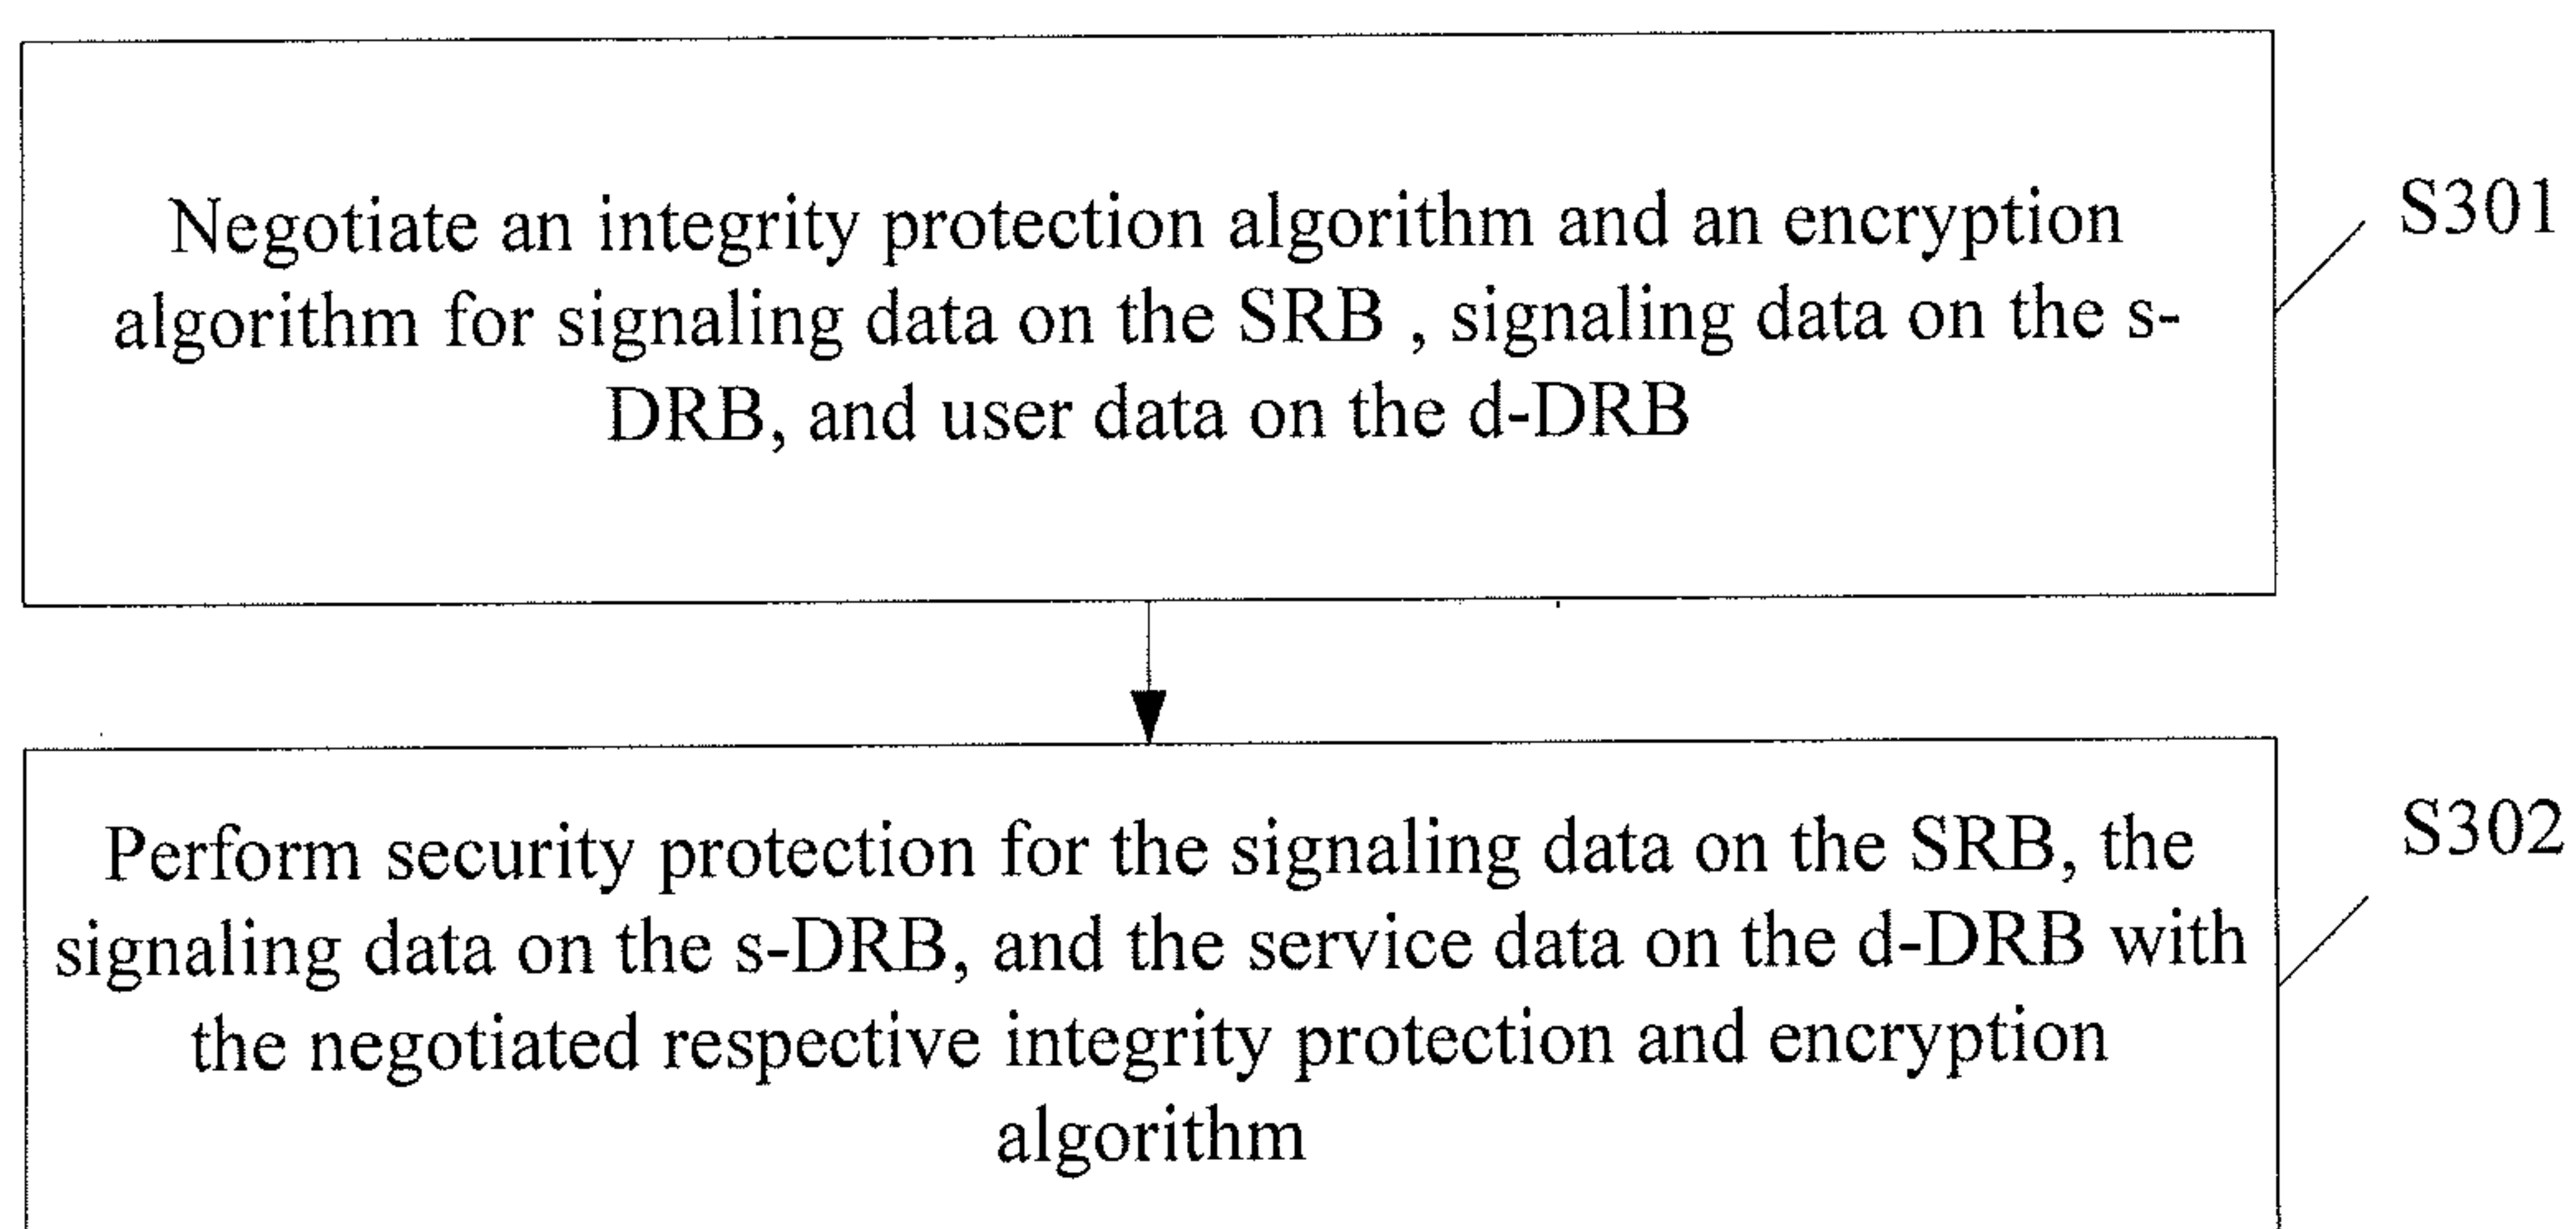 Negotiate an integrity protection algorithm and an encryption
algorithm for signaling data on the SRB , signaling data on the s-
DRB, and user data on the d-DRB
S301
Perform security protection for the signaling data on the SRB, the
signaling data on the s-DRB, and the service data on the d-DRB with
the negotiated respective integrity protection and encryption
algorithm
S302